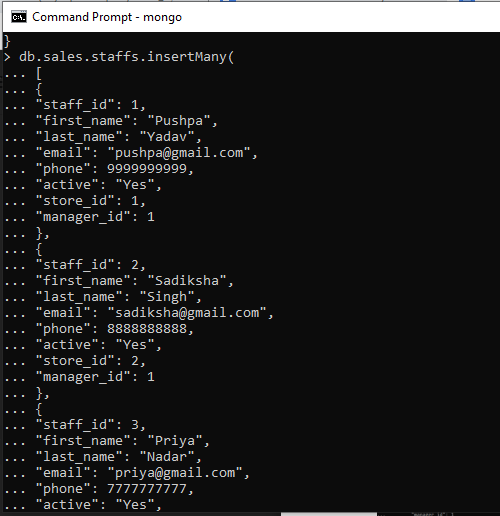 Command Prompt - mongo
}
> db.sales.staffs.insertMany(
... [
... {
... "staff_id": 1,
... "first_name": "Pushpa",
... "last_name": "Yadav",
... "email": "pushpa@gmail.com",
... "phone": 9999999999,
... "active": "Yes",
... "store_id": 1,
... "manager_id": 1
... },
... {
... "staff_id": 2,
... "first_name": "Sadiksha",
... "last_name": "Singh",
... "email": "sadiksha@gmail.com",
... "phone": 8888888888,
... "active": "Yes",
... "store_id": 2,
... "manager_id": 1
... },
... {
... "staff_id": 3,
... "first_name": "Priya",
... "last_name": "Nadar",
... "email": "priya@gmail.com",
... "phone": 7777777777,
... "active": "Yes",